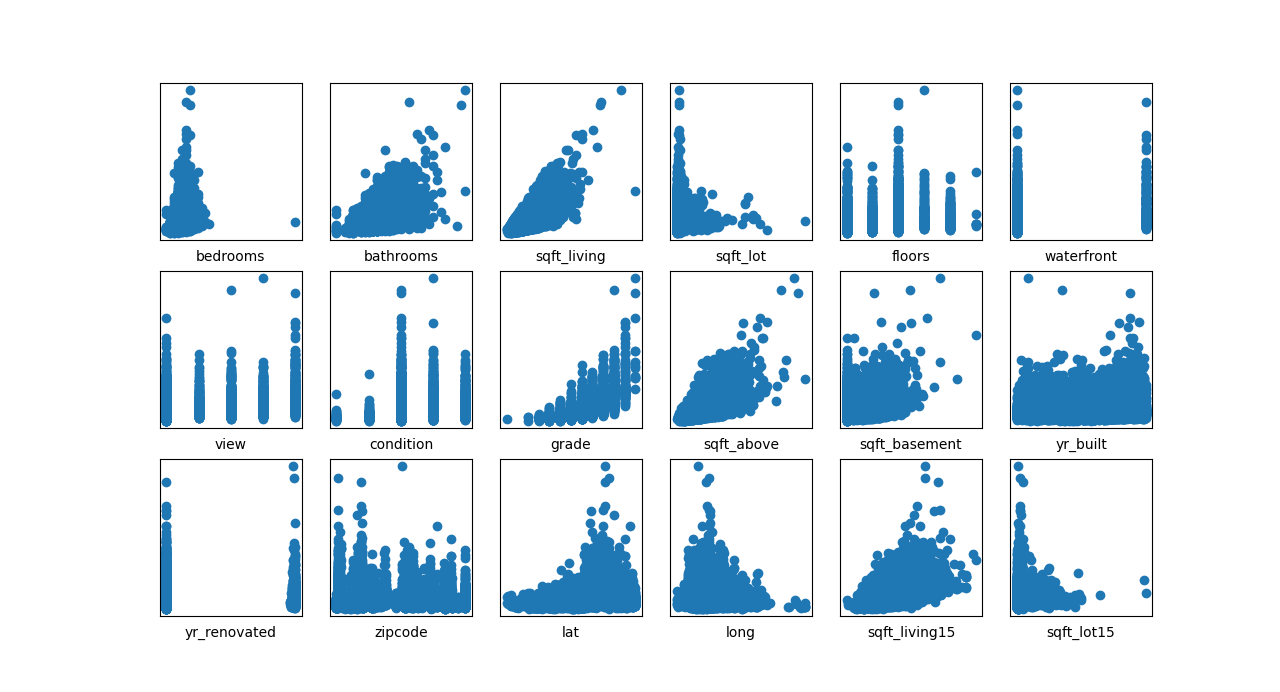 bedrooms bathrooms sqft_living sqft_lot floors waterfront
view condition grade sqft_above sqft_basement yr_built
yr_renovated zipcode lat long sqft_living15 sqft_lot15